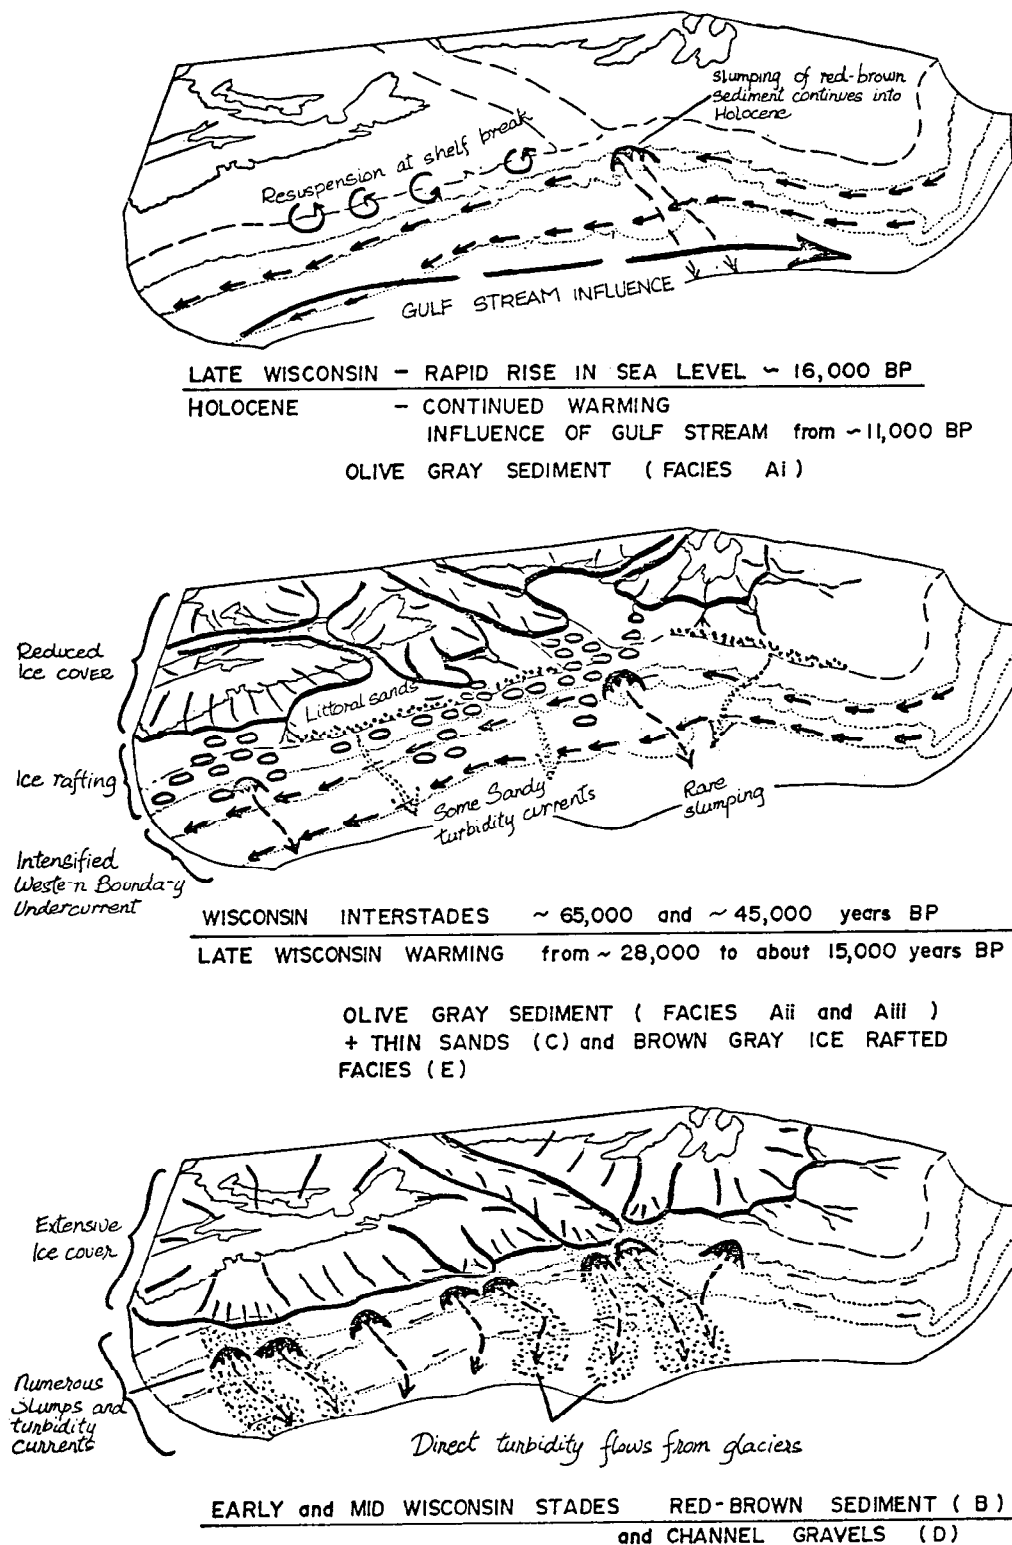 slumping of red-brown
sediment continues into
Holocene
Resuspension at shelf break
GULF STREAM INFLUENCE
LATE WISCONSIN – RAPID RISE IN SEA LEVEL ~ 16,000 BP
HOLOCENE – CONTINUED WARMING
INFLUENCE OF GULF STREAM from ~11,000 BP
OLIVE GRAY SEDIMENT ( FACIES Ai )
Reduced
Ice cover
Littoral sands
Ice rafting
Some Sandy
turbidity currents
Rare
slumping
Intensified
Weste-n Bounda-y
Undercurrent
WISCONSIN INTERSTADES ~ 65,000 and ~ 45,000 years BP
LATE WISCONSIN WARMING from ~ 28,000 to about 15,000 years BP
OLIVE GRAY SEDIMENT ( FACIES Aii and Aiii )
+ THIN SANDS (C) and BROWN GRAY ICE RAFTED
FACIES (E)
Extensive
Ice cover
Numerous
Slumps and
turbidity
Currents
Direct turbidity flows from glaciers
EARLY and MID WISCONSIN STADES RED-BROWN SEDIMENT ( B )
and CHANNEL GRAVELS (D)